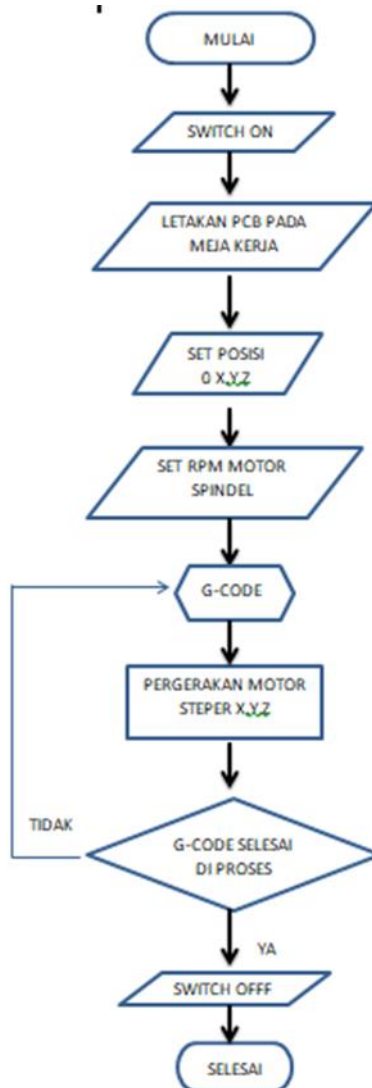 MULAI
SWITCH ON
LETAKAN PCB PADA
MEJA KERJA
SET POSISI
0 X,Y,Z
SET RPM MOTOR
SPINDEL
G-CODE
PERGERAKAN MOTOR
STEPER X,Y,Z
TIDAK
G-CODE SELESAI
DI PROSES
YA
SWITCH OFFF
SELESAI